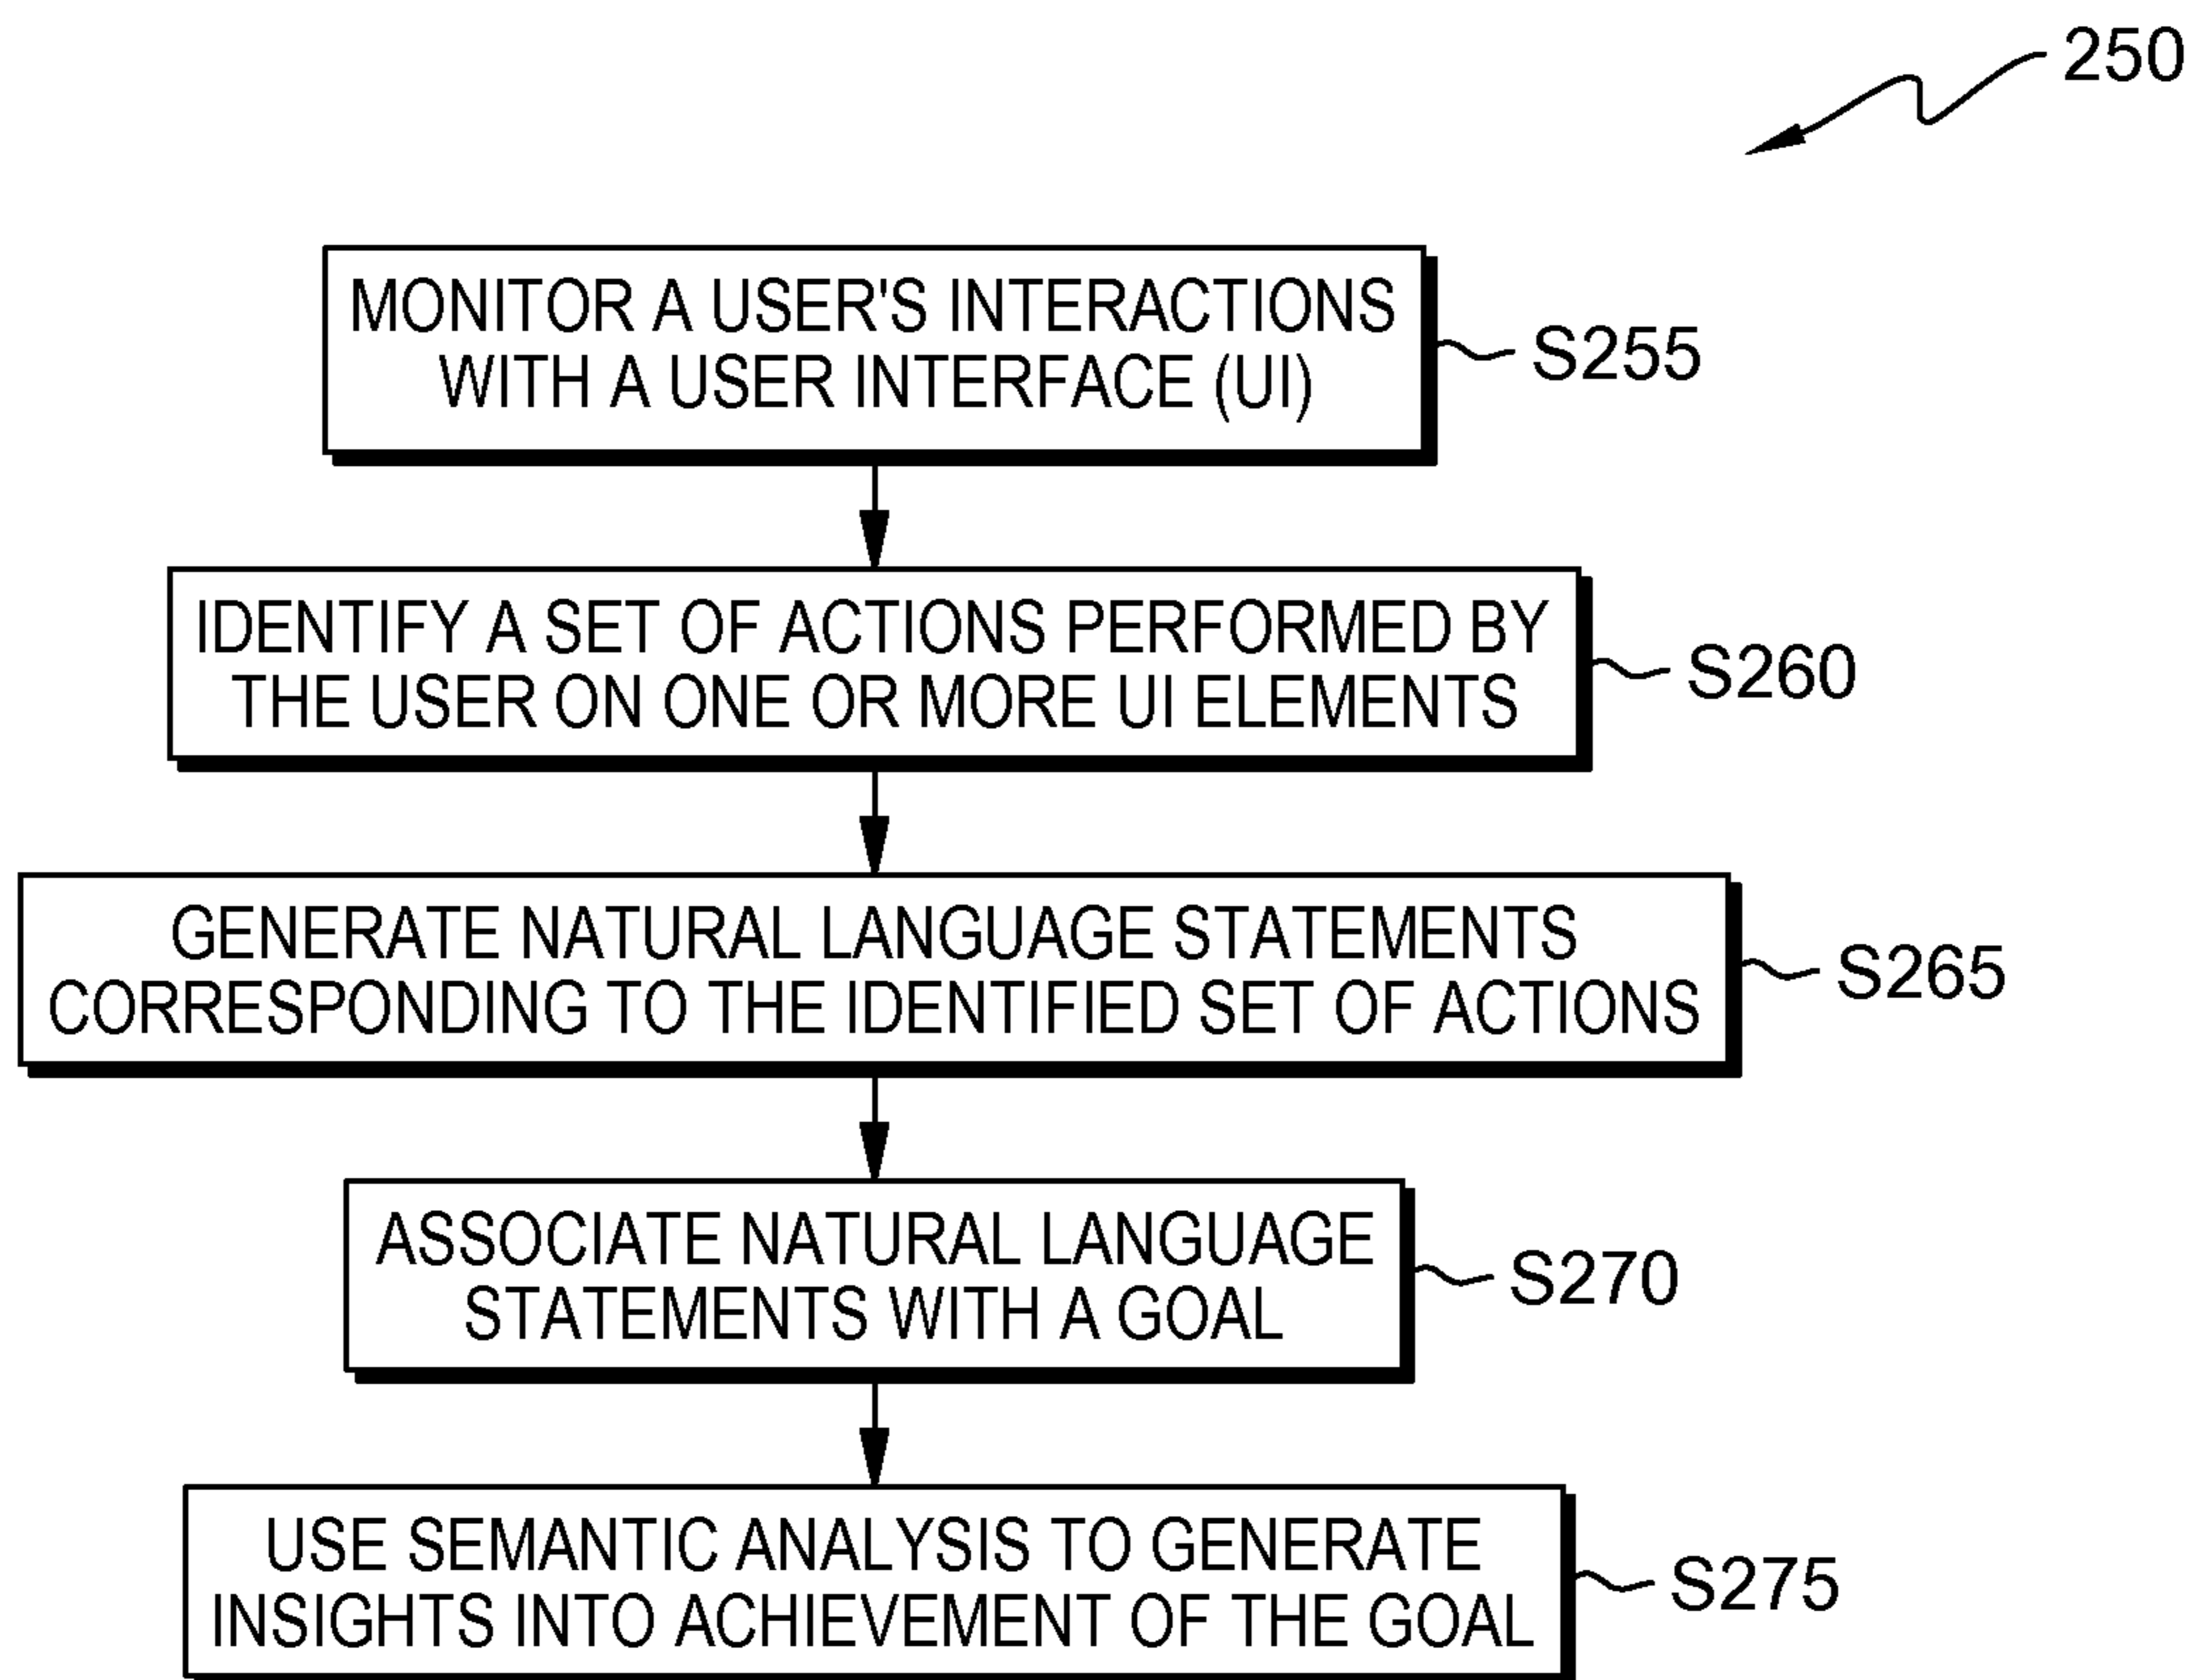 250
MONITOR A USER'S INTERACTIONS
WITH A USER INTERFACE (UI)
S255
IDENTIFY A SET OF ACTIONS PERFORMED BY
THE USER ON ONE OR MORE UI ELEMENTS
S260
GENERATE NATURAL LANGUAGE STATEMENTS
CORRESPONDING TO THE IDENTIFIED SET OF ACTIONS
S265
ASSOCIATE NATURAL LANGUAGE
STATEMENTS WITH A GOAL
S270
USE SEMANTIC ANALYSIS TO GENERATE
INSIGHTS INTO ACHIEVEMENT OF THE GOAL
S275